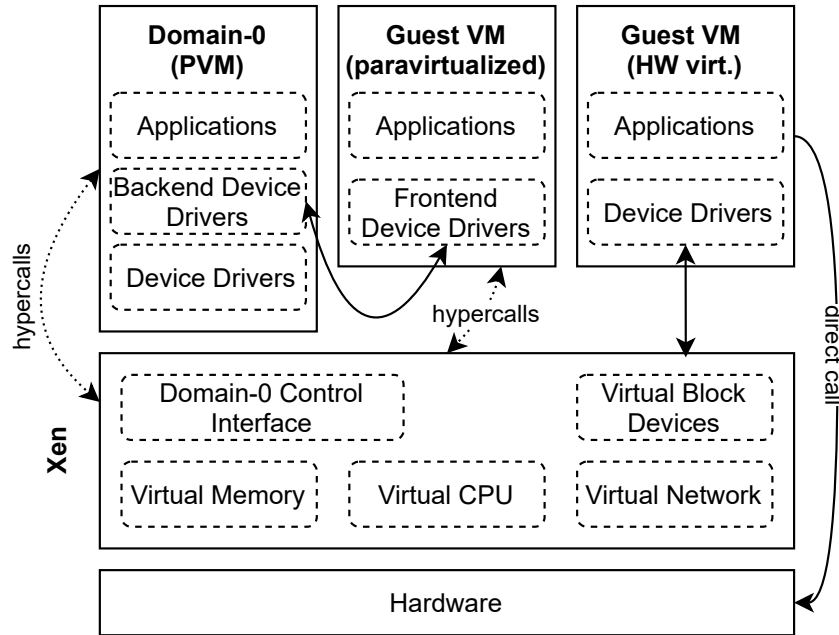 Domain-0
(PVM)
Applications
Backend Device
Drivers
Device Drivers
Guest VM
(paravirtualized)
Applications
Frontend
Device Drivers
Guest VM
(HW virt.)
Applications
Device Drivers
hypercalls
hypercalls
direct call
Xen
Domain-0 Control
Interface
Virtual Block
Devices
Virtual Memory
Virtual CPU
Virtual Network
Hardware